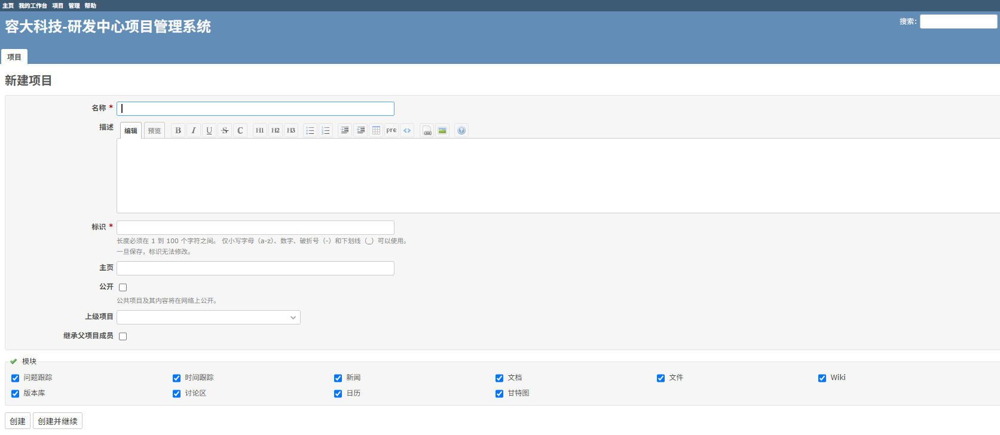 主页 我的工作台 项目 管理 帮助
容大科技-研发中心项目管理系统
搜索:
项目
新建项目
名称 *
描述 编辑 预览 B I U S C H1 H2 H3 pre <>
标识 *
长度必须在 1 到 100 个字符之间。 仅小写字母（a-z）、数字、破折号（-）和下划线（_）可以使用。
一旦保存，标识无法修改。
主页
公开
公共项目及其内容将在网络上公开。
上级项目
继承父项目成员
模块
问题跟踪 时间跟踪 新闻 文档 文件 Wiki
版本库 讨论区 日历 甘特图
创建 创建并继续